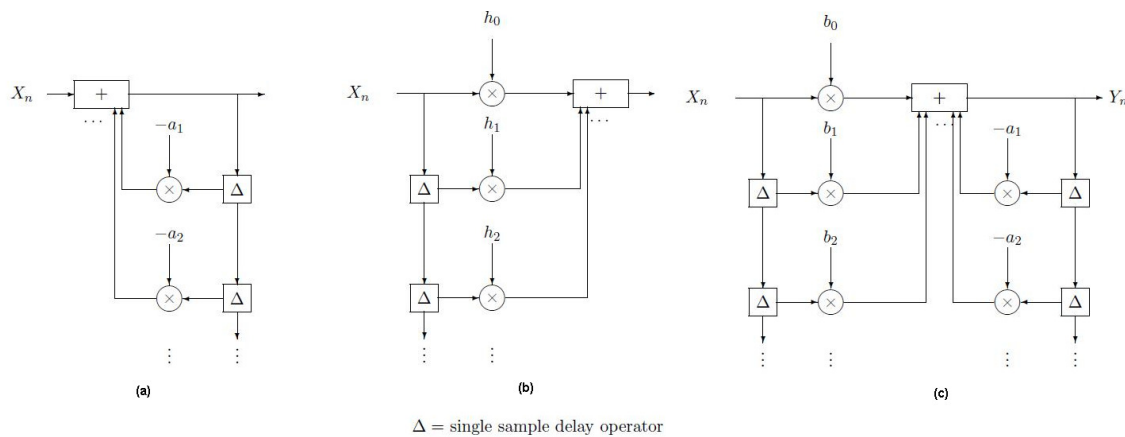 X_n + ... −a_1 × Δ −a_2 × Δ ⋮ ⋮
(a)
X_n h_0 × + ... h_1 Δ × h_2 Δ × ⋮ ⋮
(b)
X_n b_0 × + Y_n ... b_1 −a_1 Δ × × Δ b_2 −a_2 Δ × × Δ ⋮ ⋮ ⋮ ⋮
(c)
Δ = single sample delay operator